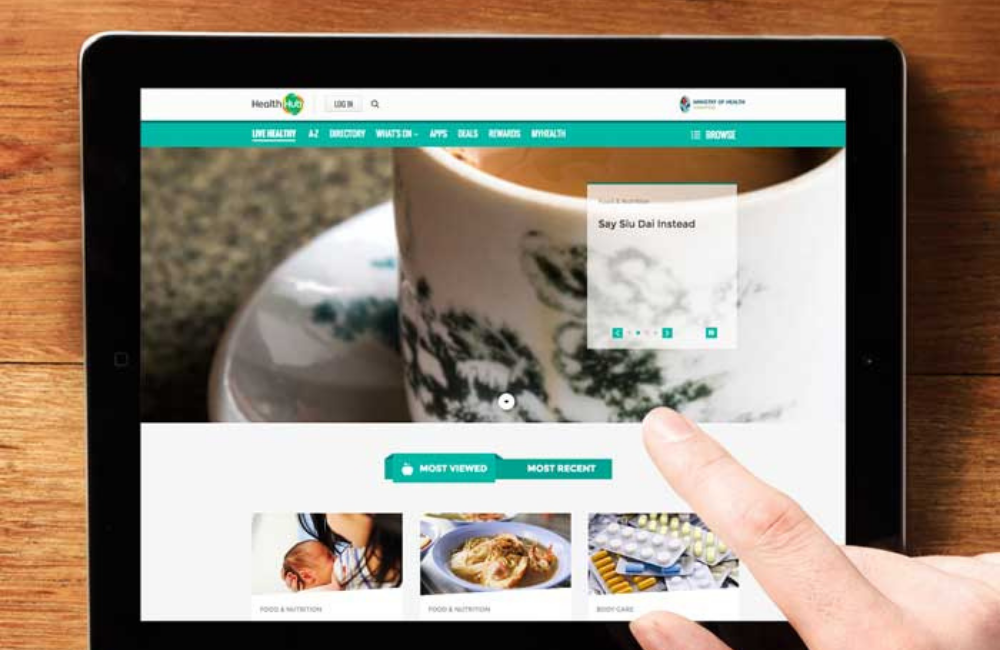 HealthHub
LOG IN
MINISTRY OF HEALTH
LIVE HEALTHY A-Z DIRECTORY WHAT'S ON APPS DEALS REWARDS MYHEALTH BROWSE
Food & Nutrition
Say Siu Dai Instead
MOST VIEWED MOST RECENT
FOOD & NUTRITION FOOD & NUTRITION BODY CARE